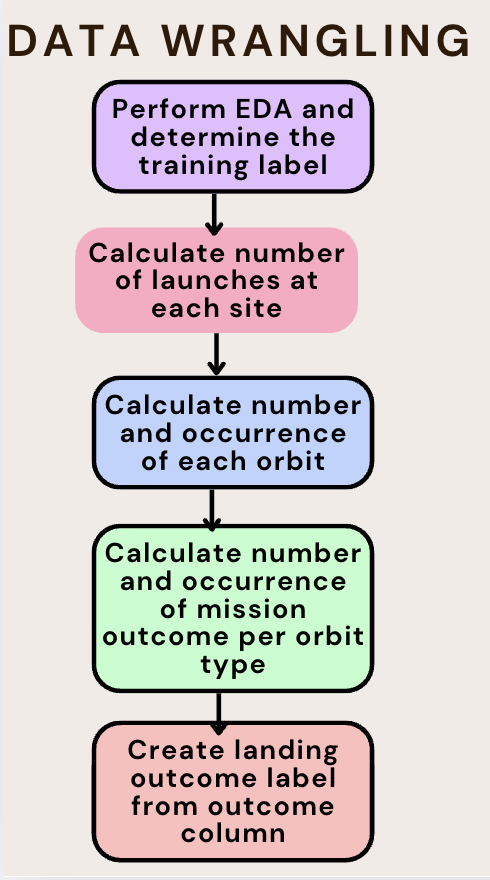 DATA WRANGLING
Perform EDA and
determine the
training label
Calculate number
of launches at
each site
Calculate number
and occurrence
of each orbit
Calculate number
and occurrence
of mission
outcome per orbit
type
Create landing
outcome label
from outcome
column